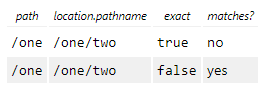 path location.pathname exact matches?
/one /one/two true no
/one /one/two false yes